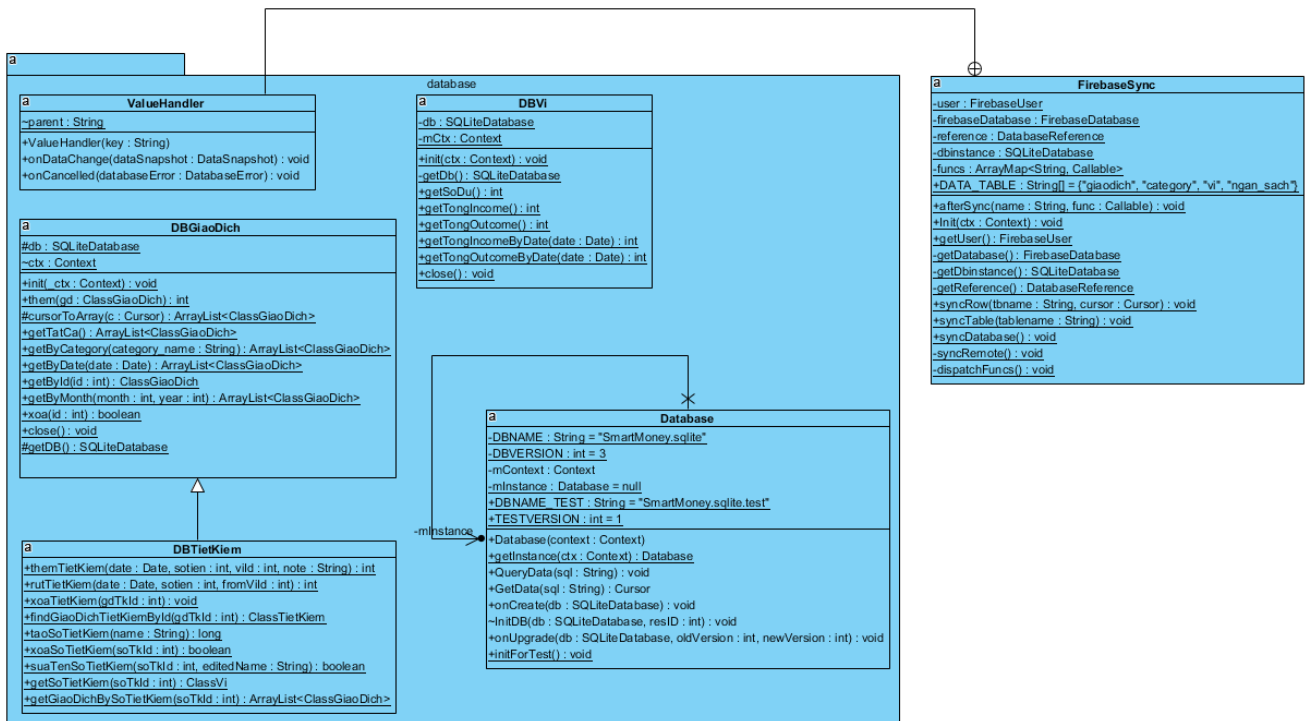 a
database
a
ValueHandler
~parent : String
+ValueHandler(key : String)
+onDataChange(dataSnapshot : DataSnapshot) : void
+onCancelled(databaseError : DatabaseError) : void
a
DBVi
-db : SQLiteDatabase
-mCtx : Context
+init(ctx : Context) : void
-getDb() : SQLiteDatabase
+getSoDu() : int
+getTongIncome() : int
+getTongOutcome() : int
+getTongIncomeByDate(date : Date) : int
+getTongOutcomeByDate(date : Date) : int
+close() : void
a
FirebaseSync
-user : FirebaseUser
-firebaseDatabase : FirebaseDatabase
-reference : DatabaseReference
-dbinstance : SQLiteDatabase
-funcs : ArrayMap<String, Callable>
+DATA_TABLE : String[] = {"giaodich", "category", "vi", "ngan_sach"}
+afterSync(name : String, func : Callable) : void
+Init(ctx : Context) : void
+getUser() : FirebaseUser
-getDatabase() : FirebaseDatabase
-getDbinstance() : SQLiteDatabase
-getReference() : DatabaseReference
+syncRow(tbname : String, cursor : Cursor) : void
+syncTable(tablename : String) : void
+syncDatabase() : void
-syncRemote() : void
-dispatchFuncs() : void
a
DBGiaoDich
#db : SQLiteDatabase
~ctx : Context
+init(_ctx : Context) : void
+them(gd : ClassGiaoDich) : int
#cursorToArray(c : Cursor) : ArrayList<ClassGiaoDich>
+getTatCa() : ArrayList<ClassGiaoDich>
+getByCategory(category_name : String) : ArrayList<ClassGiaoDich>
+getByDate(date : Date) : ArrayList<ClassGiaoDich>
+getById(id : int) : ClassGiaoDich
+getByMonth(month : int, year : int) : ArrayList<ClassGiaoDich>
+xoa(id : int) : boolean
+close() : void
#getDB() : SQLiteDatabase
a
Database
-DBNAME : String = "SmartMoney.sqlite"
-DBVERSION : int = 3
-mContext : Context
-mInstance : Database = null
+DBNAME_TEST : String = "SmartMoney.sqlite.test"
+TESTVERSION : int = 1
+Database(context : Context)
+getInstance(ctx : Context) : Database
+QueryData(sql : String) : void
+GetData(sql : String) : Cursor
+onCreate(db : SQLiteDatabase) : void
~InitDB(db : SQLiteDatabase, resID : int) : void
+onUpgrade(db : SQLiteDatabase, oldVersion : int, newVersion : int) : void
+initForTest() : void
-mInstance
a
DBTietKiem
+themTietKiem(date : Date, sotien : int, viId : int, note : String) : int
+rutTietKiem(date : Date, sotien : int, fromViId : int) : int
+xoaTietKiem(gdTkId : int) : void
+findGiaoDichTietKiemById(gdTkId : int) : ClassTietKiem
+taoSoTietKiem(name : String) : long
+xoaSoTietKiem(soTkId : int) : boolean
+suaTenSoTietKiem(soTkId : int, editedName : String) : boolean
+getSoTietKiem(soTkId : int) : ClassVi
+getGiaoDichBySoTietKiem(soTkId : int) : ArrayList<ClassGiaoDich>